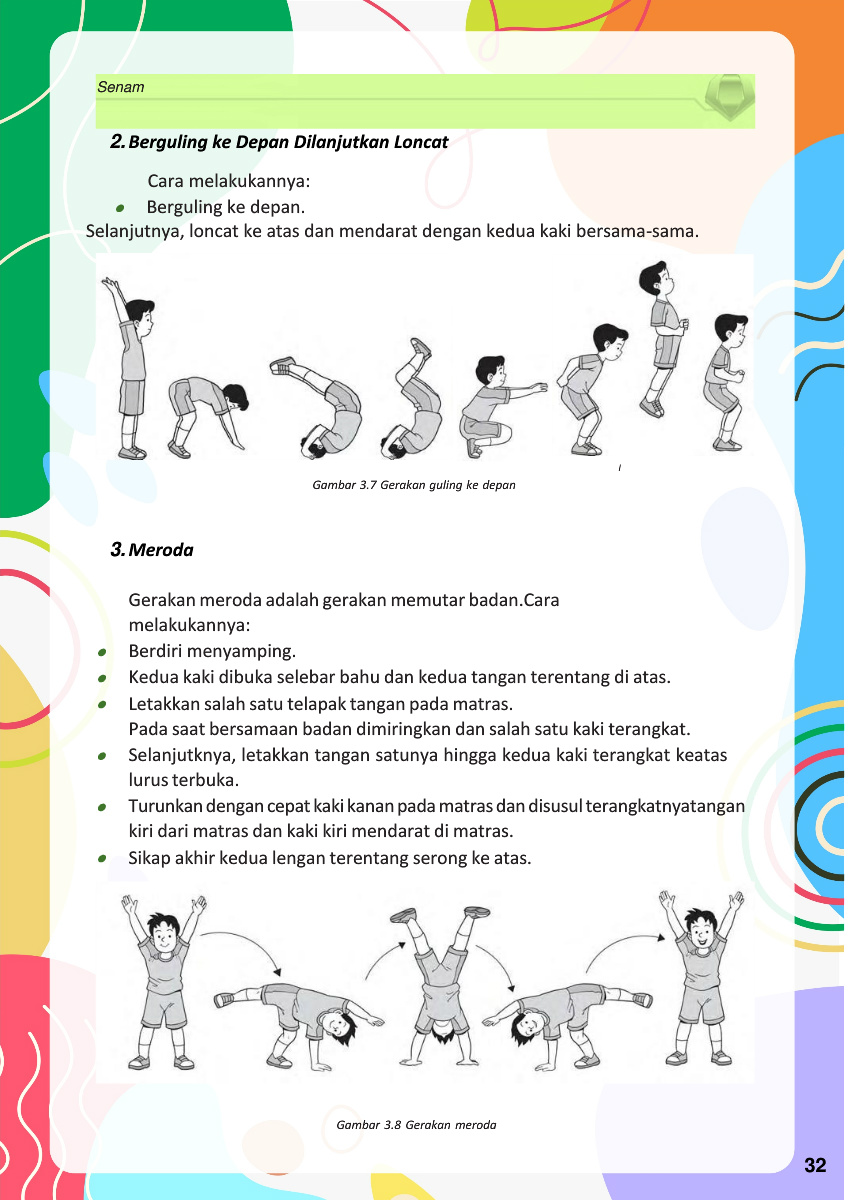 Senam
2. Berguling ke Depan Dilanjutkan Loncat
Cara melakukannya:
• Berguling ke depan.
Selanjutnya, loncat ke atas dan mendarat dengan kedua kaki bersama-sama.
I
Gambar 3.7 Gerakan guling ke depan
3. Meroda
Gerakan meroda adalah gerakan memutar badan.Cara
melakukannya:
• Berdiri menyamping.
• Kedua kaki dibuka selebar bahu dan kedua tangan terentang di atas.
• Letakkan salah satu telapak tangan pada matras.
Pada saat bersamaan badan dimiringkan dan salah satu kaki terangkat.
• Selanjutknya, letakkan tangan satunya hingga kedua kaki terangkat keatas
lurus terbuka.
• Turunkan dengan cepat kaki kanan pada matras dan disusul terangkatnyatangan
kiri dari matras dan kaki kiri mendarat di matras.
• Sikap akhir kedua lengan terentang serong ke atas.
Gambar 3.8 Gerakan meroda
32